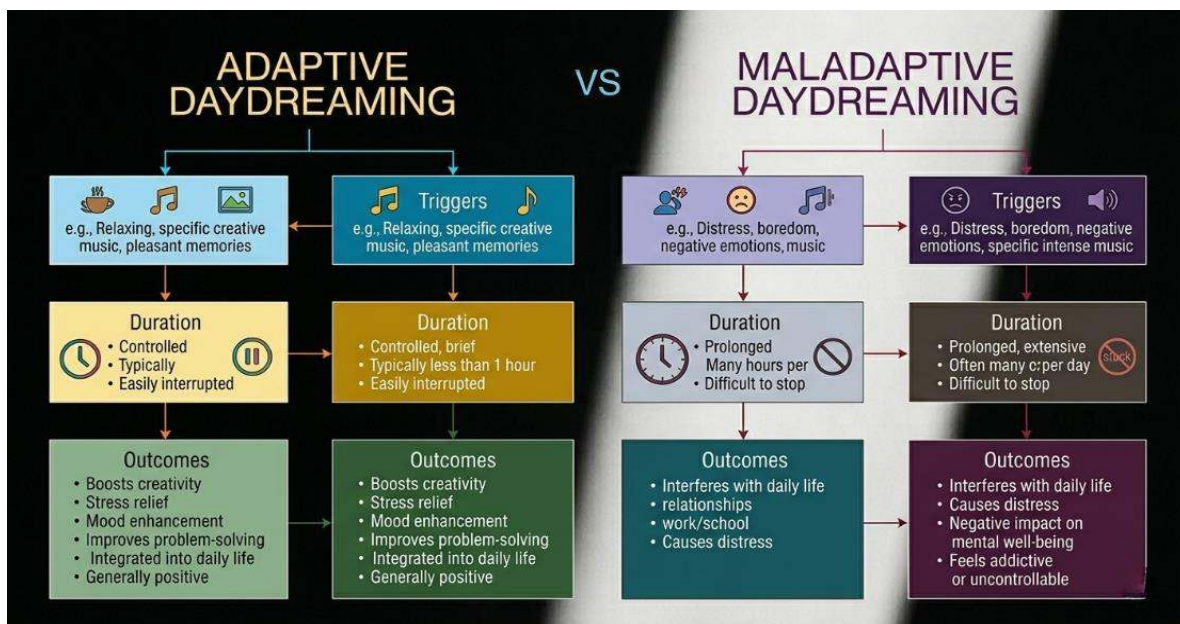 ADAPTIVE
DAYDREAMING
VS
MALADAPTIVE
DAYDREAMING
e.g., Relaxing, specific creative
music, pleasant memories
Triggers
e.g., Relaxing, specific creative
music, pleasant memories
e.g., Distress, boredom,
negative emotions, music
Triggers
e.g., Distress, boredom, negative
emotions, specific intense music
Duration
• Controlled
• Typically
• Easily interrupted
Duration
• Controlled, brief
• Typically less than 1 hour
• Easily interrupted
Duration
• Prolonged
Many hours per
• Difficult to stop
Duration
• Prolonged, extensive
• Often many c:per day
• Difficult to stop
stuck
Outcomes
• Boosts creativity
• Stress relief
• Mood enhancement
• Improves problem-solving
• Integrated into daily life
• Generally positive
Outcomes
• Boosts creativity
• Stress relief
• Mood enhancement
• Improves problem-solving
• Integrated into daily life
• Generally positive
Outcomes
• Interferes with daily life
• relationships
• work/school
• Causes distress
Outcomes
• Interferes with daily life
• Causes distress
• Negative impact on
mental well-being
• Feels addictive
or uncontrollable